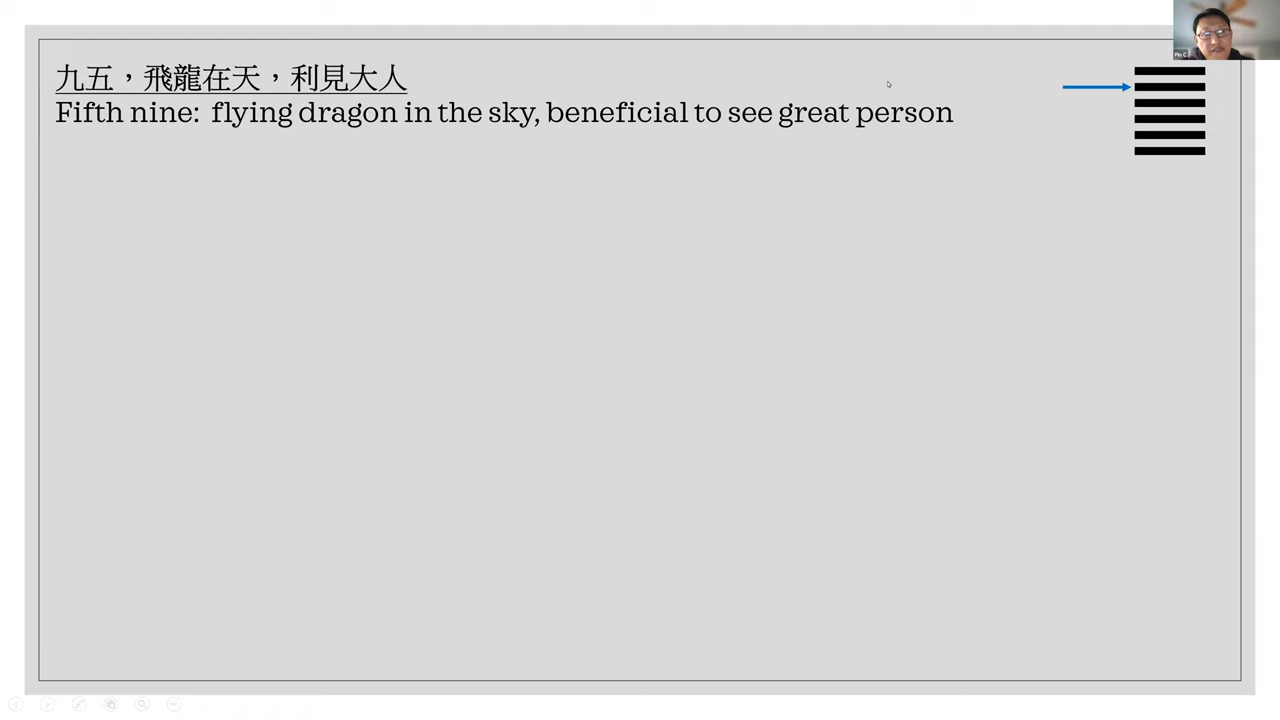 九五，飛龍在天，利見大人
Fifth nine:  flying dragon in the sky, beneficial to see great person
Pin C